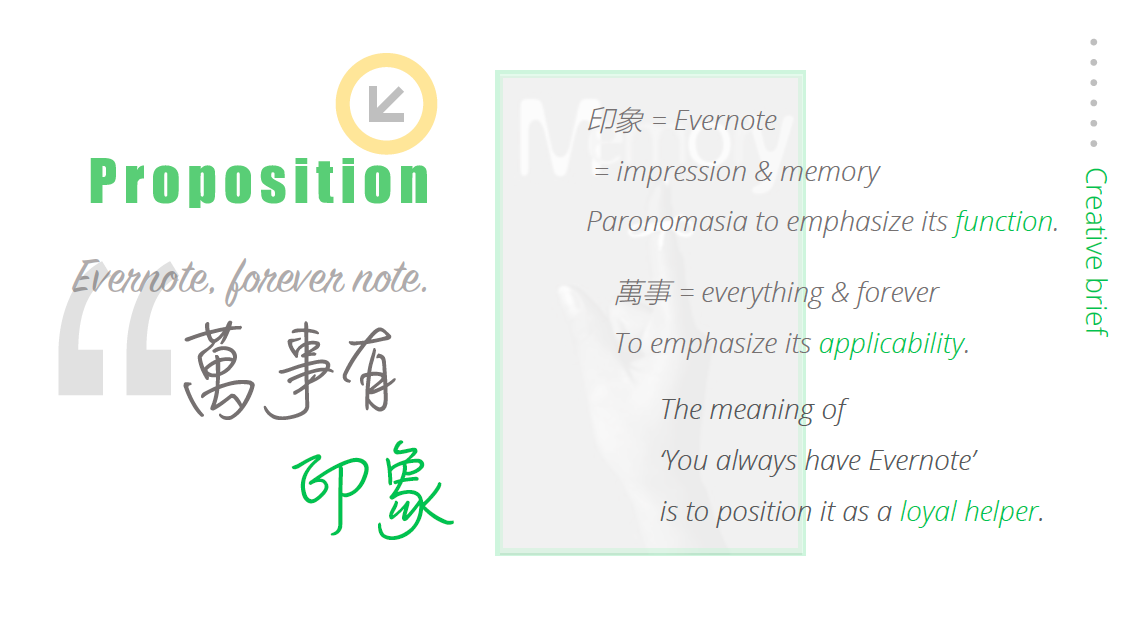 Proposition
“
Evernote, forever note.
萬事有
印象
印象 = Evernote
= impression & memory
Paronomasia to emphasize its function.
萬事 = everything & forever
To emphasize its applicability.
The meaning of
‘You always have Evernote’
is to position it as a loyal helper.
Creative brief